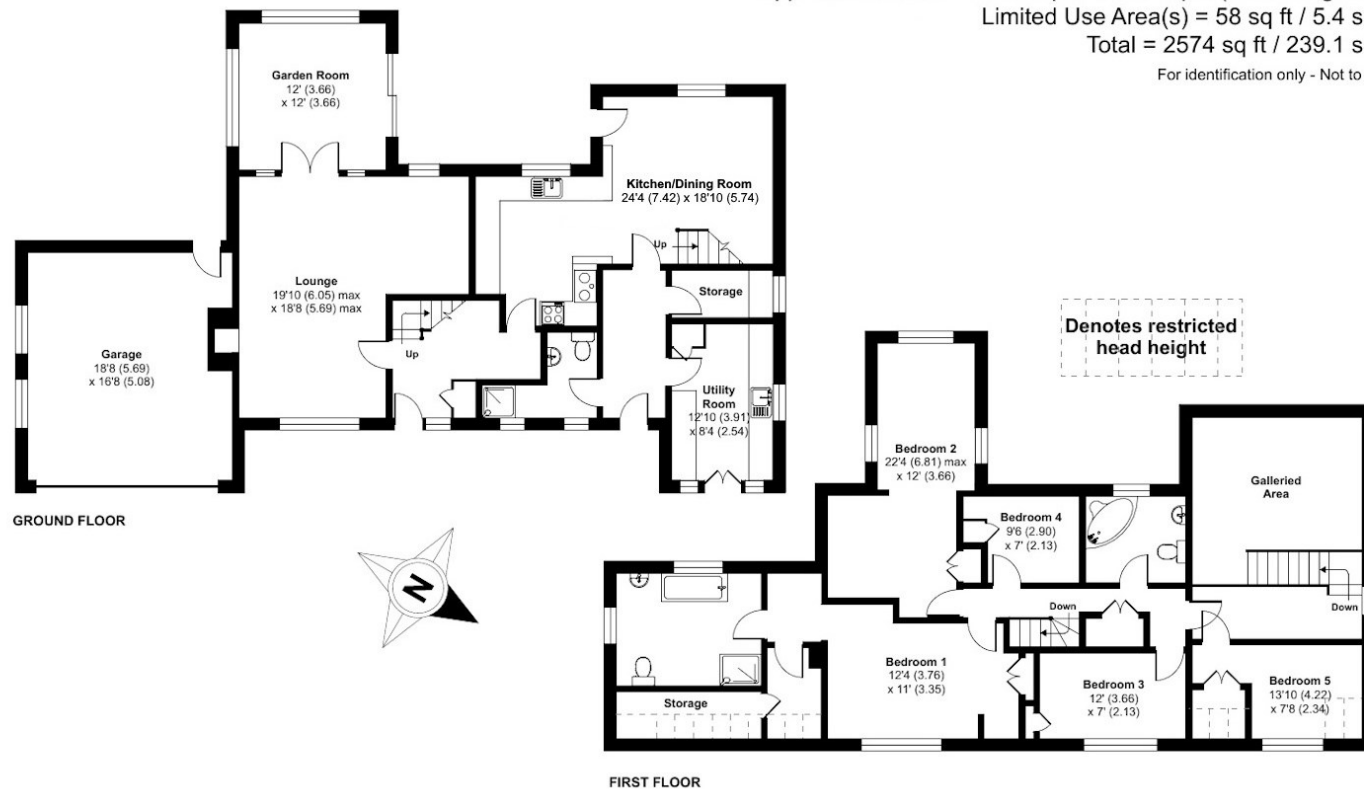 Limited Use Area(s) = 58 sq ft / 5.4 s
Total = 2574 sq ft / 239.1 s
For identification only - Not to
Garden Room
12' (3.66)
x 12' (3.66)
Kitchen/Dining Room
24'4 (7.42) x 18'10 (5.74)
Up
Lounge
19'10 (6.05) max
x 18'8 (5.69) max
Storage
Garage
18'8 (5.69)
x 16'8 (5.08)
Up
Utility
Room
12'10 (3.91)
x 8'4 (2.54)
GROUND FLOOR
N
Denotes restricted
head height
Bedroom 2
22'4 (6.81) max
x 12' (3.66)
Galleried
Area
Bedroom 4
9'6 (2.90)
x 7' (2.13)
Down
Down
Bedroom 1
12'4 (3.76)
x 11' (3.35)
Bedroom 3
12' (3.66)
x 7' (2.13)
Bedroom 5
13'10 (4.22)
x 7'8 (2.34)
Storage
FIRST FLOOR